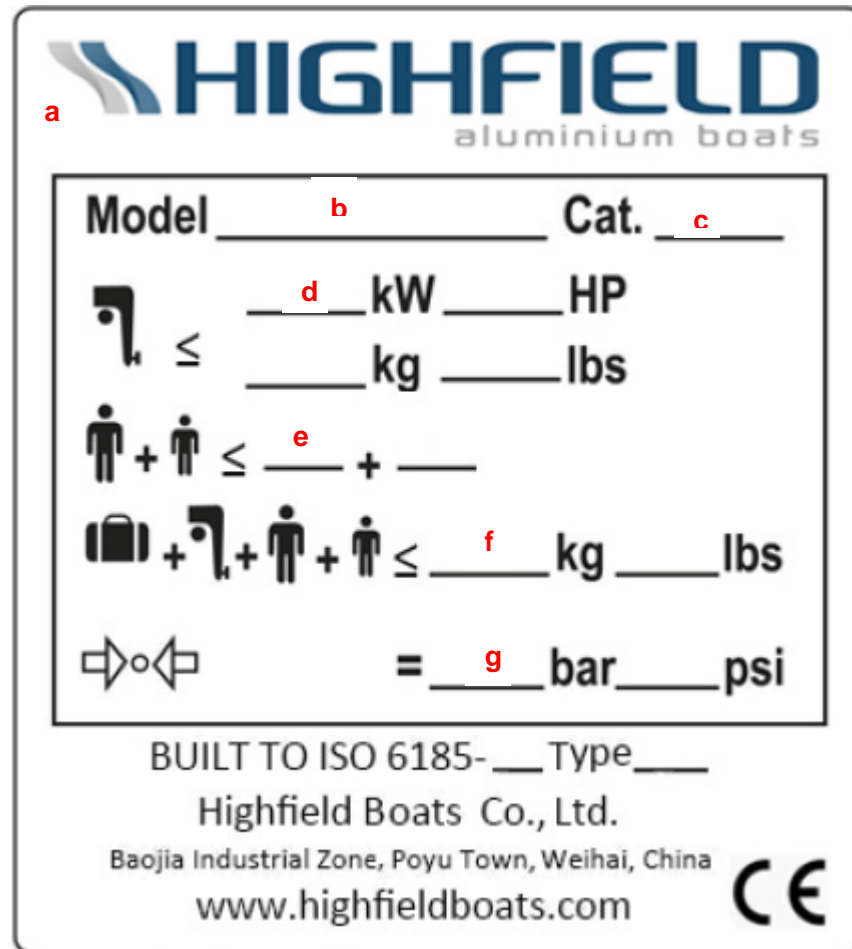 HIGHFIELD
a
aluminium boats
Model b Cat. c
d kW HP
≤
kg lbs
+ ≤ e +
+ + + ≤ f kg lbs
= g bar psi
BUILT TO ISO 6185-__Type___
Highfield Boats Co., Ltd.
Baojia Industrial Zone, Poyu Town, Weihai, China
www.highfieldboats.com
CE